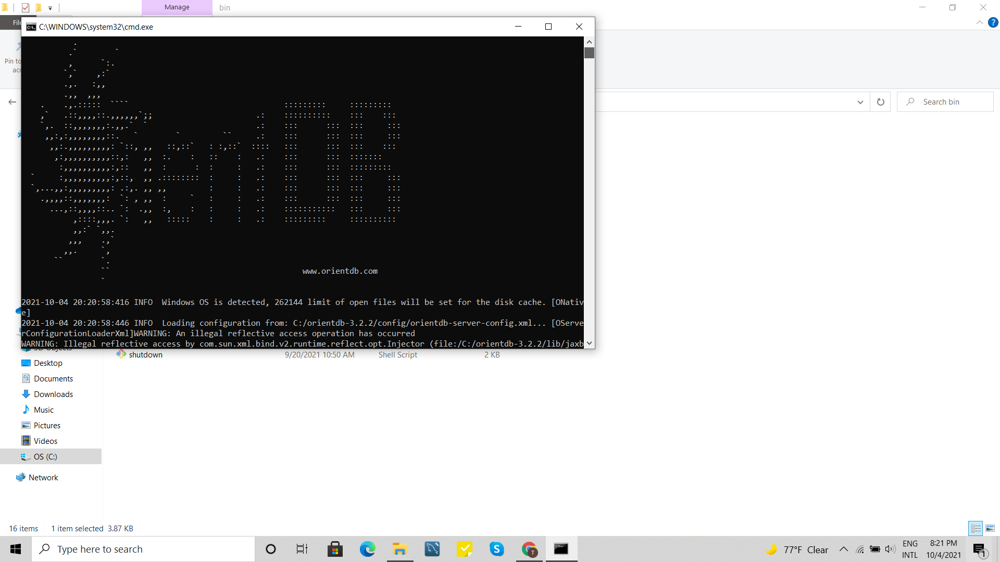 Manage
bin
File
C:\WINDOWS\system32\cmd.exe
Pin to
Search bin
www.orientdb.com
2021-10-04 20:20:58:416 INFO  Windows OS is detected, 262144 limit of open files will be set for the disk cache. [ONativ
e]
2021-10-04 20:20:58:446 INFO  Loading configuration from: C:/orientdb-3.2.2/config/orientdb-server-config.xml... [OServe
rConfigurationLoaderXml]WARNING: An illegal reflective access operation has occurred
WARNING: Illegal reflective access by com.sun.xml.bind.v2.runtime.reflect.opt.Injector (file:/C:/orientdb-3.2.2/lib/jaxb
3D Objects
shutdown 9/20/2021 10:50 AM Shell Script 2 KB
Desktop
Documents
Downloads
Music
Pictures
Videos
OS (C:)
Network
16 items 1 item selected 3.87 KB
Type here to search
77°F Clear
ENG
INTL
8:21 PM
10/4/2021
1